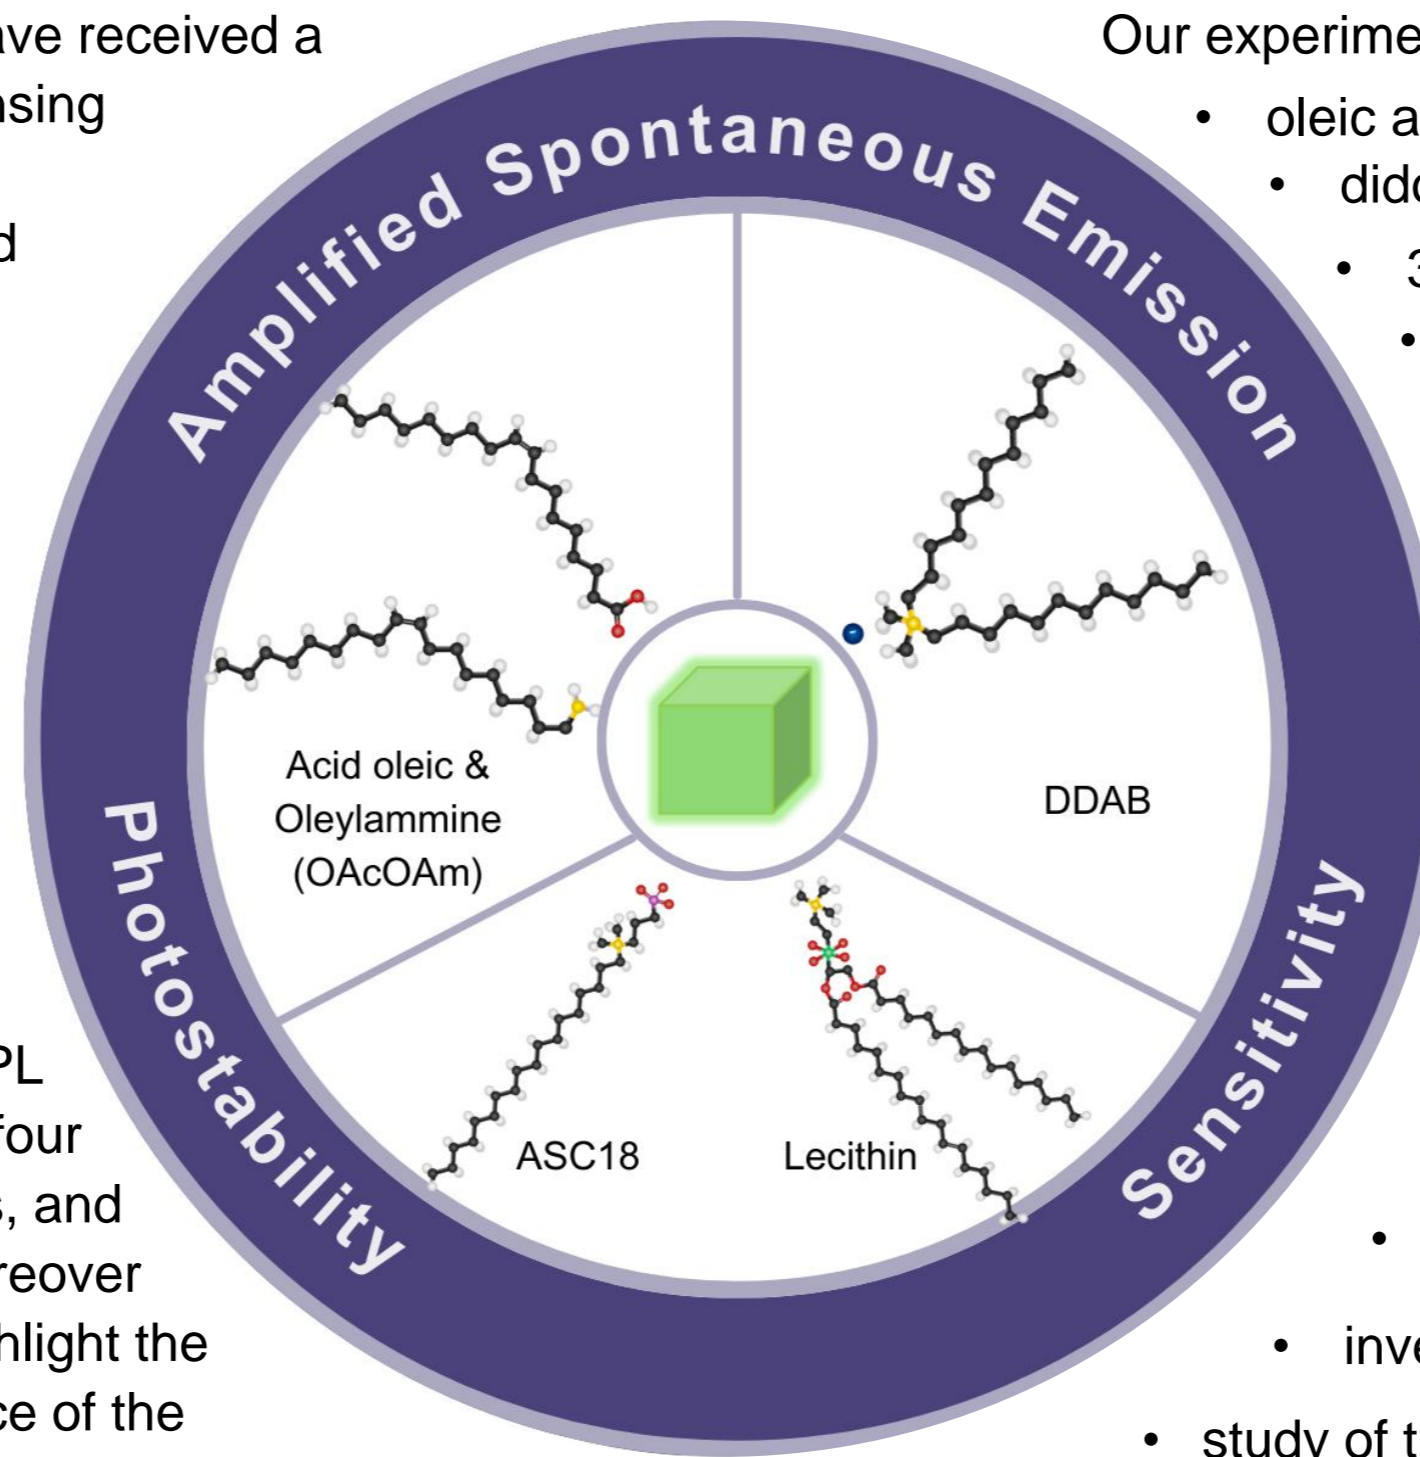 ave received a
nsing
d
PL
four
s, and
reover
hlight the
ce of the
Amplified Spontaneous Emission
Photostability
Sensitivity
Acid oleic &
Oleylammine
(OAcOAm)
DDAB
ASC18
Lecithin
Our experime
• oleic a
• dido
• 3
•
•
• inve
• study of t